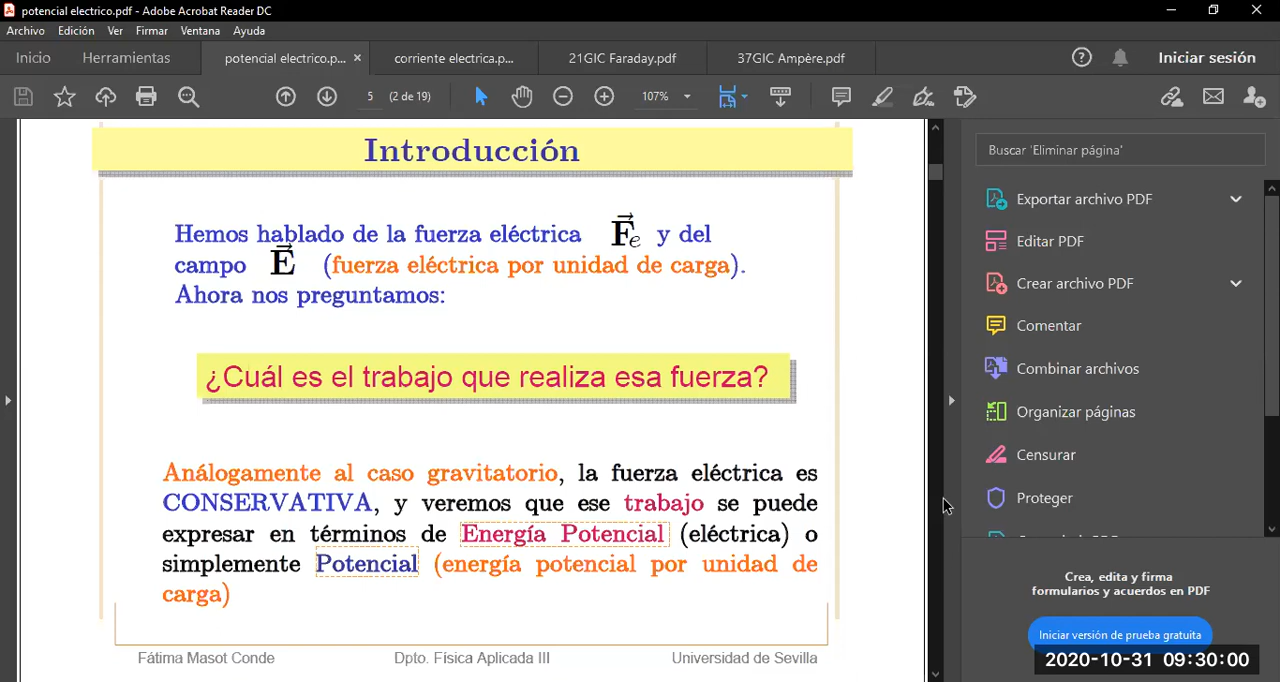 potencial electrico.pdf - Adobe Acrobat Reader DC
Archivo Edición Ver Firmar Ventana Ayuda
Inicio Herramientas potencial electrico.p... × corriente electrica.p... 21GIC Faraday.pdf 37GIC Ampère.pdf Iniciar sesión
5 (2 de 19) 107%
Introducción
Hemos hablado de la fuerza eléctrica F⃗e y del
campo E⃗ (fuerza eléctrica por unidad de carga).
Ahora nos preguntamos:
¿Cuál es el trabajo que realiza esa fuerza?
Análogamente al caso gravitatorio, la fuerza eléctrica es
CONSERVATIVA, y veremos que ese trabajo se puede
expresar en términos de Energía Potencial (eléctrica) o
simplemente Potencial (energía potencial por unidad de
carga)
Fátima Masot Conde Dpto. Física Aplicada III Universidad de Sevilla
Buscar 'Eliminar página'
Exportar archivo PDF
Editar PDF
Crear archivo PDF
Comentar
Combinar archivos
Organizar páginas
Censurar
Proteger
Crea, edita y firma
formularios y acuerdos en PDF
Iniciar versión de prueba gratuita
2020-10-31 09:30:00